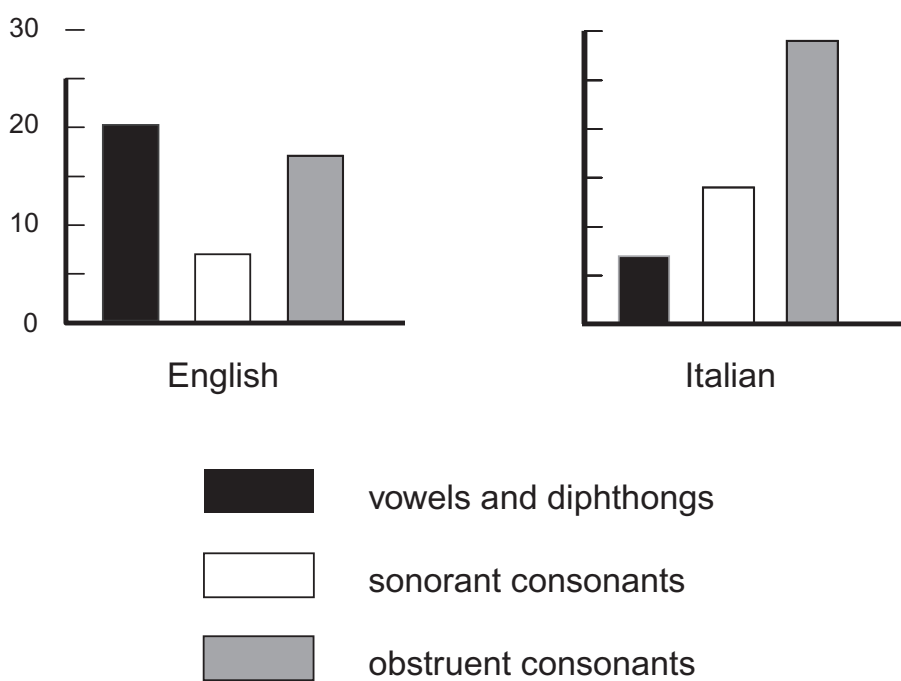 30
20
10
0
English
Italian
vowels and diphthongs
sonorant consonants
obstruent consonants